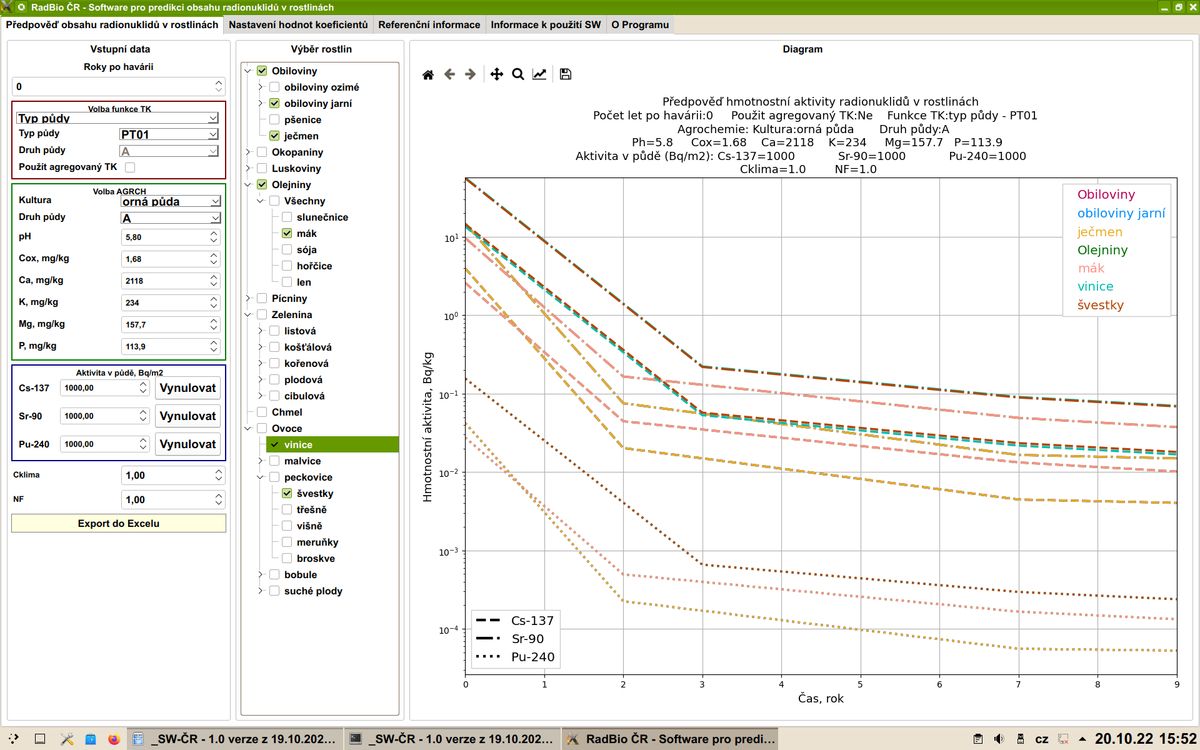 RadBio ČR - Software pro predikci obsahu radionuklidů v rostlinách
Předpověď obsahu radionuklidů v rostlinách
Nastavení hodnot koeficientů
Referenční informace
Informace k použití SW
O Programu
Vstupní data
Roky po havárii
0
Volba funkce TK
Typ půdy
Typ půdy PT01
Druh půdy A
Použít agregovaný TK
Volba AGRCH
Kultura orná půda
Druh půdy A
pH 5,80
Cox, mg/kg 1,68
Ca, mg/kg 2118
K, mg/kg 234
Mg, mg/kg 157,7
P, mg/kg 113,9
Aktivita v půdě, Bq/m2
Cs-137 1000,00 Vynulovat
Sr-90 1000,00 Vynulovat
Pu-240 1000,00 Vynulovat
Cklima 1,00
NF 1,00
Export do Excelu
Výběr rostlin
Obiloviny
obiloviny ozimé
obiloviny jarní
pšenice
ječmen
Okopaniny
Luskoviny
Olejniny
Všechny
slunečnice
mák
sója
hořčice
len
Pícniny
Zelenina
listová
košťálová
kořenová
plodová
cibulová
Chmel
Ovoce
vinice
malvice
peckovice
švestky
třešně
višně
meruňky
broskve
bobule
suché plody
Diagram
Předpověď hmotnostní aktivity radionuklidů v rostlinách
Počet let po havárii:0 Použit agregovaný TK:Ne Funkce TK:typ půdy - PT01
Agrochemie: Kultura:orná půda Druh půdy:A
Ph=5.8 Cox=1.68 Ca=2118 K=234 Mg=157.7 P=113.9
Aktivita v půdě (Bq/m2): Cs-137=1000 Sr-90=1000 Pu-240=1000
Cklima=1.0 NF=1.0
Obiloviny
obiloviny jarní
ječmen
Olejniny
mák
vinice
švestky
Hmotnostní aktivita, Bq/kg
10¹
10⁰
10⁻¹
10⁻²
10⁻³
10⁻⁴
Cs-137
Sr-90
Pu-240
0 1 2 3 4 5 6 7 8 9
Čas, rok
_SW-ČR - 1.0 verze z 19.10.202...
_SW-ČR - 1.0 verze z 19.10.202...
RadBio ČR - Software pro predi...
cz
20.10.22 15:52